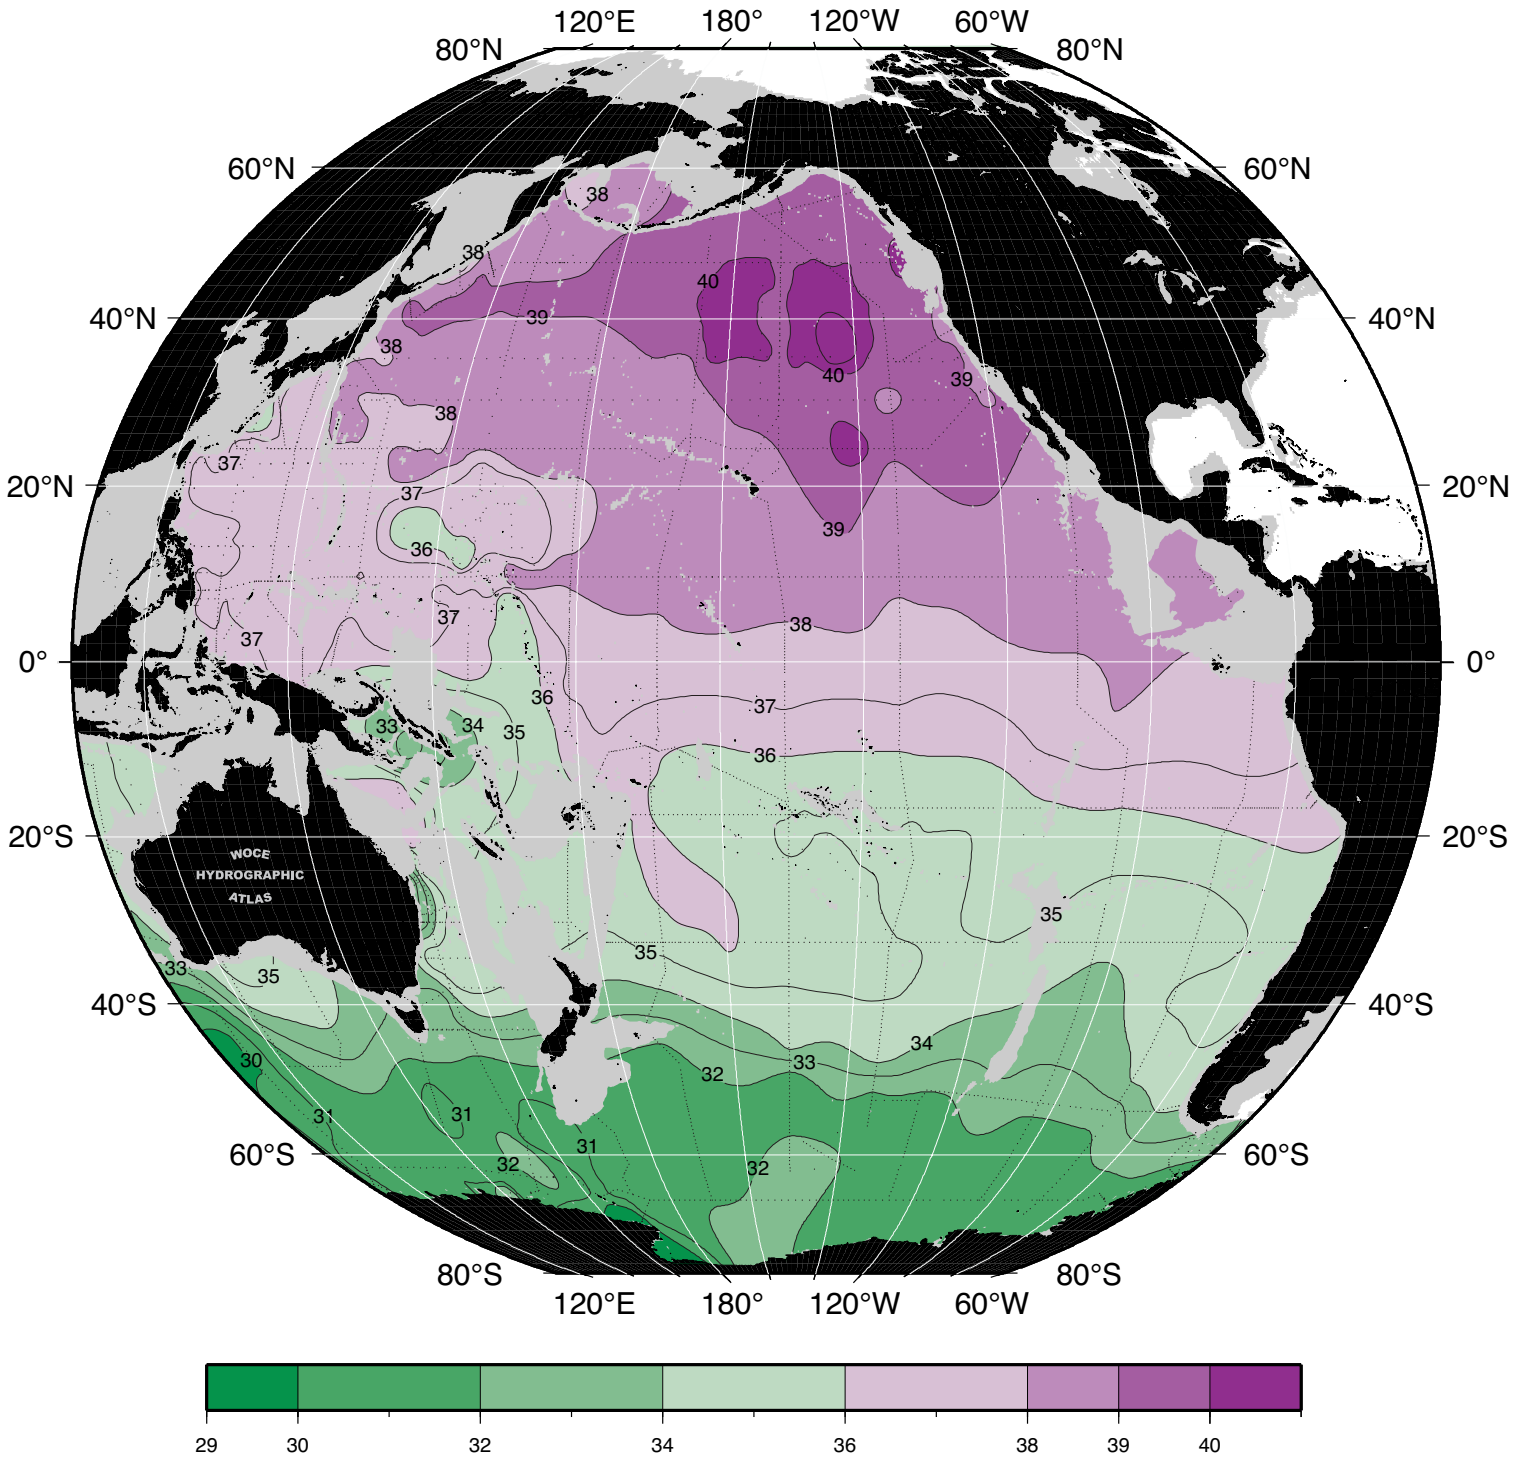 120°E 180° 120°W 60°W
80°N 80°N
60°N 60°N
38
38
40
40°N 39 40°N
38
40 39
38
37
20°N 37 20°N
39
36
37 38
37
0° 0°
36 37
33 34 35
36
20°S 20°S
WOCE
HYDROGRAPHIC
ATLAS
35
35
33 35
40°S 40°S
34
30 33
32
31 31
31
60°S 32 32 60°S
80°S 80°S
120°E 180° 120°W 60°W
29 30 32 34 36 38 39 40